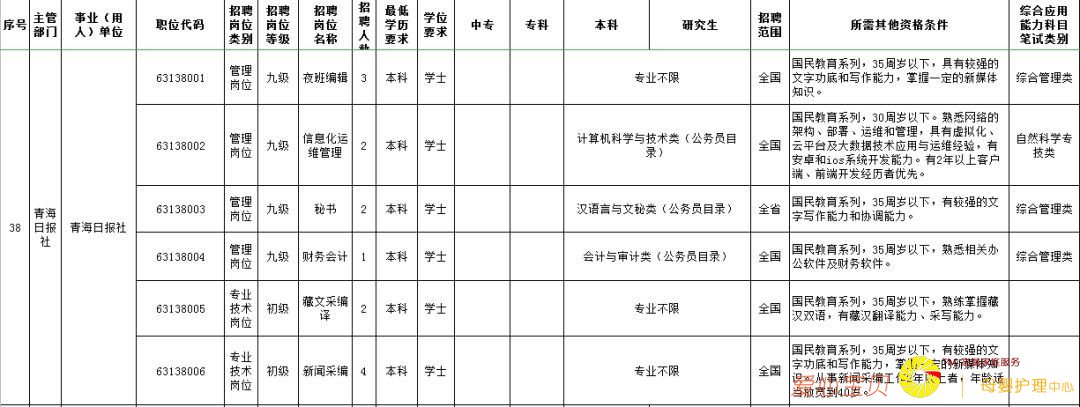 序号 主管部门 事业（用人）单位 职位代码 招聘岗位类别 招聘岗位等级 招聘岗位名称 招聘人数 最低学历要求 学位要求 中专 专科 本科 研究生 招聘范围 所需其他资格条件 综合应用能力科目笔试类别
38 青海日报社 青海日报社
63138001 管理岗位 九级 夜班编辑 3 本科 学士 专业不限 全国 国民教育系列，35周岁以下，具有较强的文字功底和写作能力，掌握一定的新媒体知识。 综合管理类
63138002 管理岗位 九级 信息化运维管理 2 本科 学士 计算机科学与技术类（公务员目录） 全国 国民教育系列，30周岁以下。熟悉网络的架构、部署、运维和管理，具有虚拟化、云平台及大数据技术应用与运维经验，有安卓和ios系统开发能力。有2年以上客户端、前端开发经历者优先。 自然科学专技类
63138003 管理岗位 九级 秘书 2 本科 学士 汉语言与文秘类（公务员目录） 全省 国民教育系列，35周岁以下，有较强的文字写作能力和协调能力。 综合管理类
63138004 管理岗位 九级 财务会计 1 本科 学士 会计与审计类（公务员目录） 全国 国民教育系列，35周岁以下，熟悉相关办公软件及财务软件。 综合管理类
63138005 专业技术岗位 初级 藏文采编译 2 本科 学士 专业不限 全国 国民教育系列，35周岁以下，熟练掌握藏汉双语，有藏汉翻译能力、采写能力。
63138006 专业技术岗位 初级 新闻采编 4 本科 学士 专业不限 全国 国民教育系列，35周岁以下，有较强的文字功底和写作能力，掌握一定的新媒体知识。从事新闻采编工作2年以上者，年龄适当放宽到40岁。
母婴护理中心